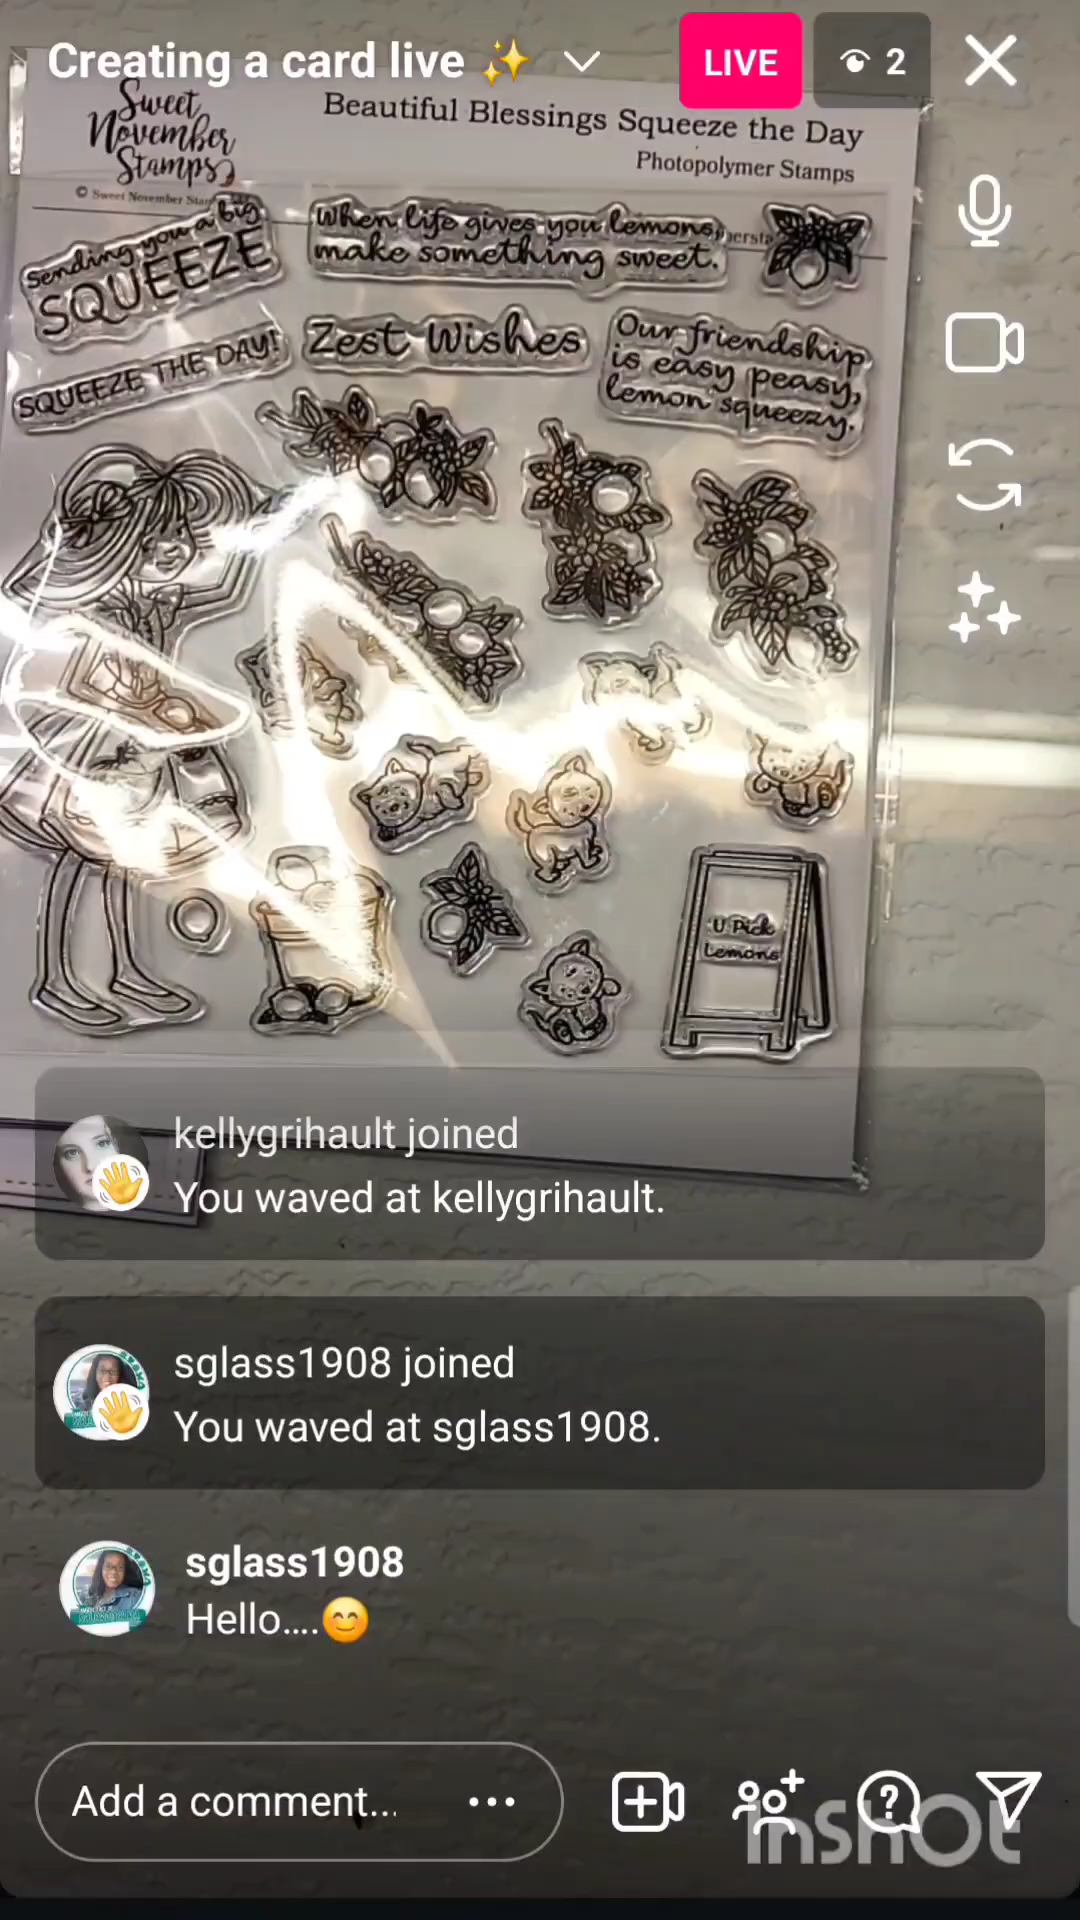 Creating a card live ✨
LIVE
2
Sweet
November
Stamps
Beautiful Blessings Squeeze the Day
Photopolymer Stamps
© Sweet November
Sending you a big
SQUEEZE
When life gives you lemons,
make something sweet.
SQUEEZE THE DAY!
Zest Wishes
Our friendship
is easy peasy,
lemon squeezy.
U Pick
Lemons
kellygrihault joined
You waved at kellygrihault.
sglass1908 joined
You waved at sglass1908.
sglass1908
Hello....😊
Add a comment...
InShOt